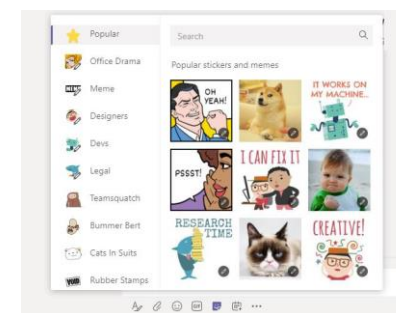 Popular
Office Drama
Meme
Designers
Devs
Legal
Teamsquatch
Bummer Bert
Cats In Suits
Rubber Stamps
Search
Popular stickers and memes
OH
YEAH!
IT WORKS ON
MY MACHINE...
PSSST!
I CAN FIX IT
RESEARCH
TIME
CREATIVE!
GIF